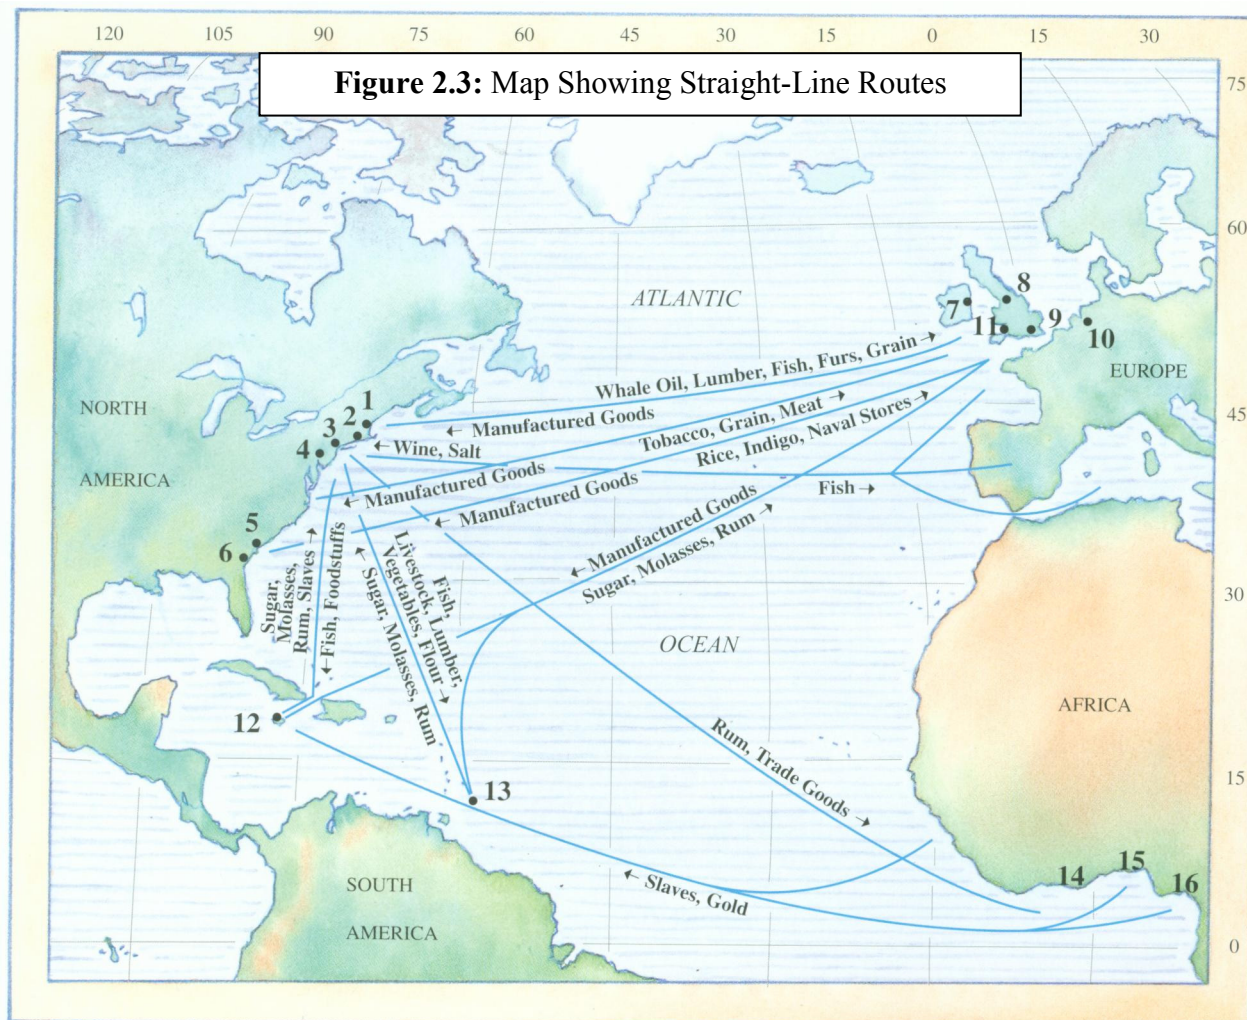 120 105 90 75 60 45 30 15 0 15 30
Figure 2.3: Map Showing Straight-Line Routes
75
60
ATLANTIC
8
7
11
9
10
Whale Oil, Lumber, Fish, Furs, Grain →
EUROPE
NORTH
1
2
3
4
← Manufactured Goods
45
Tobacco, Grain, Meat →
← Wine, Salt
Rice, Indigo, Naval Stores →
AMERICA
← Manufactured Goods
← Manufactured Goods
Fish →
← Manufactured Goods
Sugar, Molasses, Rum →
5
6
Sugar,
Molasses,
Rum, Slaves →
← Fish, Foodstuffs
Fish,
Livestock, Lumber,
Vegetables, Flour →
← Sugar, Molasses, Rum
30
OCEAN
AFRICA
12
Rum, Trade Goods →
13
15
14
15
16
← Slaves, Gold
SOUTH
AMERICA
0